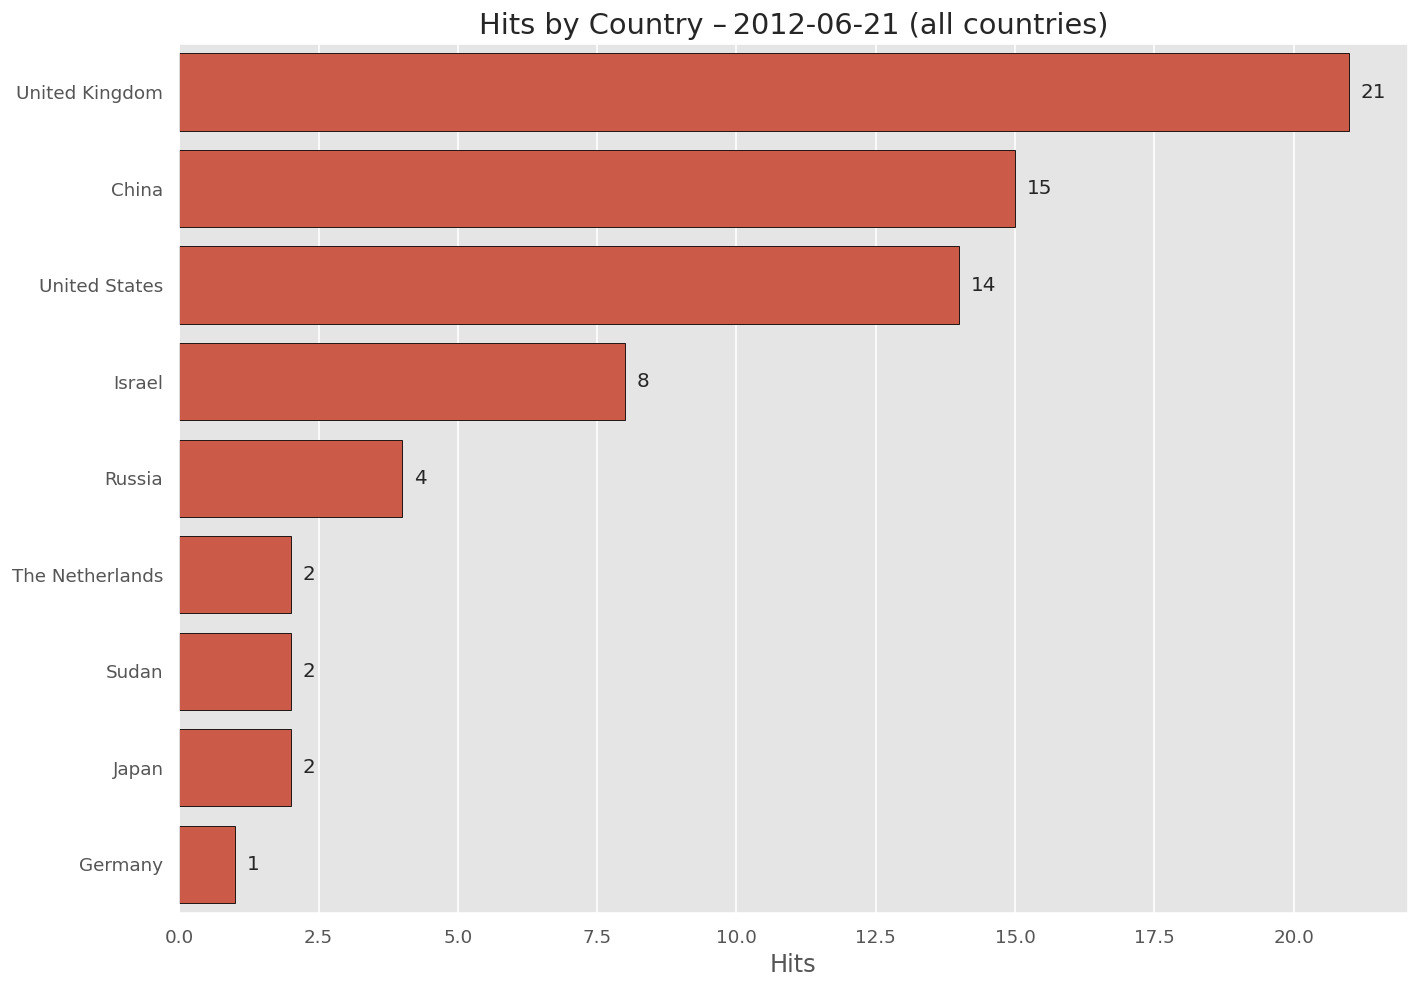 Hits by Country – 2012-06-21 (all countries)
United Kingdom 21
China 15
United States 14
Israel 8
Russia 4
The Netherlands 2
Sudan 2
Japan 2
Germany 1
0.0 2.5 5.0 7.5 10.0 12.5 15.0 17.5 20.0
Hits